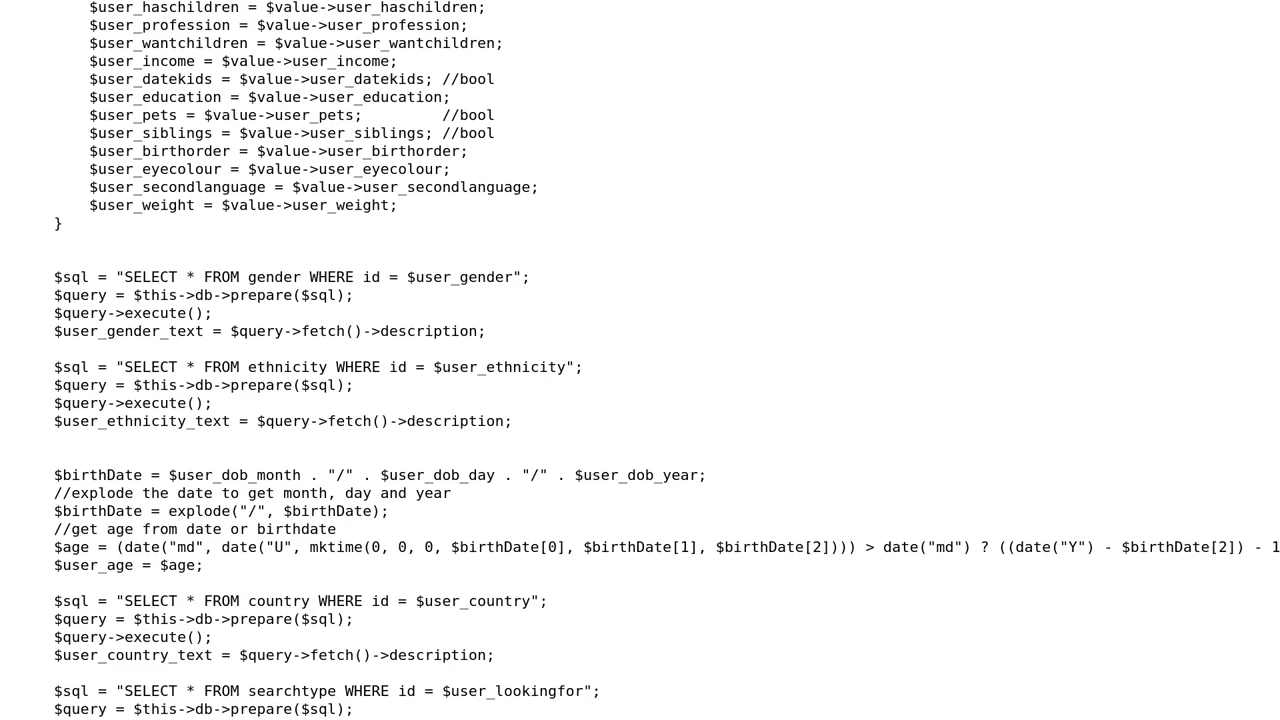 $user_haschildren = $value->user_haschildren;
$user_profession = $value->user_profession;
$user_wantchildren = $value->user_wantchildren;
$user_income = $value->user_income;
$user_datekids = $value->user_datekids; //bool
$user_education = $value->user_education;
$user_pets = $value->user_pets;         //bool
$user_siblings = $value->user_siblings; //bool
$user_birthorder = $value->user_birthorder;
$user_eyecolour = $value->user_eyecolour;
$user_secondlanguage = $value->user_secondlanguage;
$user_weight = $value->user_weight;
}
$sql = "SELECT * FROM gender WHERE id = $user_gender";
$query = $this->db->prepare($sql);
$query->execute();
$user_gender_text = $query->fetch()->description;
$sql = "SELECT * FROM ethnicity WHERE id = $user_ethnicity";
$query = $this->db->prepare($sql);
$query->execute();
$user_ethnicity_text = $query->fetch()->description;
$birthDate = $user_dob_month . "/" . $user_dob_day . "/" . $user_dob_year;
//explode the date to get month, day and year
$birthDate = explode("/", $birthDate);
//get age from date or birthdate
$age = (date("md", date("U", mktime(0, 0, 0, $birthDate[0], $birthDate[1], $birthDate[2]))) > date("md") ? ((date("Y") - $birthDate[2]) - 1
$user_age = $age;
$sql = "SELECT * FROM country WHERE id = $user_country";
$query = $this->db->prepare($sql);
$query->execute();
$user_country_text = $query->fetch()->description;
$sql = "SELECT * FROM searchtype WHERE id = $user_lookingfor";
$query = $this->db->prepare($sql);